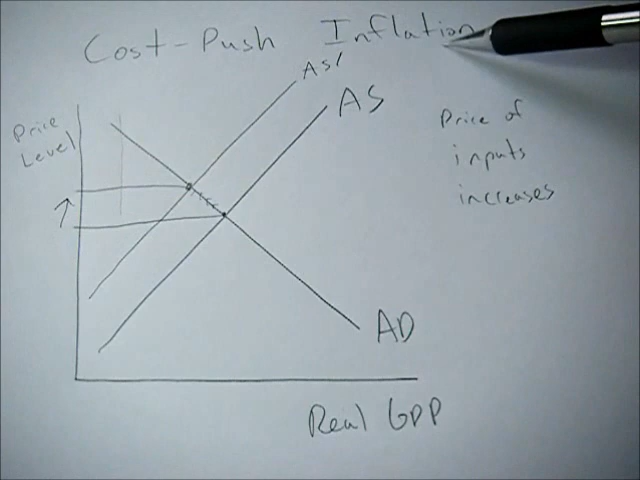 Cost-Push Inflation
AS'
AS
Price
Level
Price of
inputs
increases
AD
Real GDP